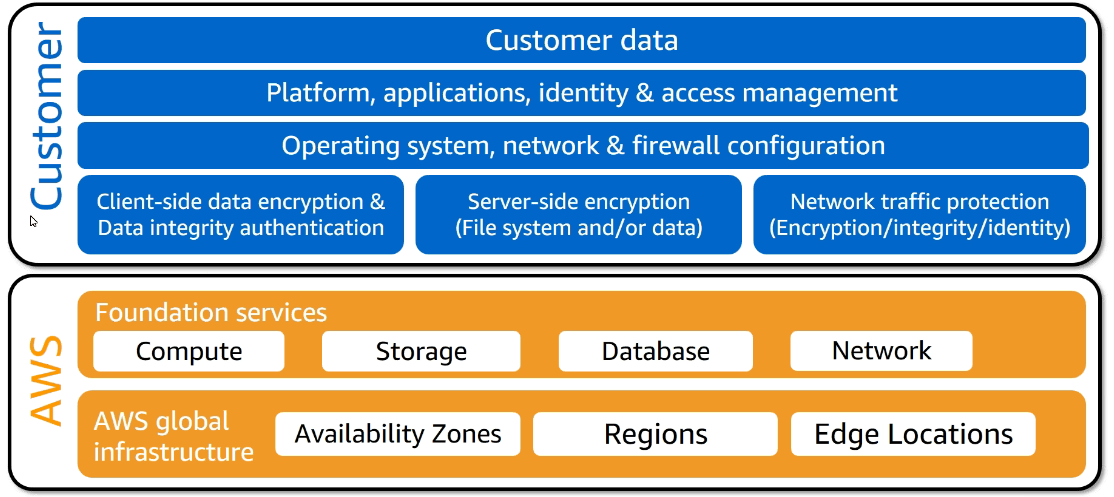 Customer
Customer data
Platform, applications, identity & access management
Operating system, network & firewall configuration
Client-side data encryption &
Data integrity authentication
Server-side encryption
(File system and/or data)
Network traffic protection
(Encryption/integrity/identity)
AWS
Foundation services
Compute
Storage
Database
Network
AWS global
infrastructure
Availability Zones
Regions
Edge Locations